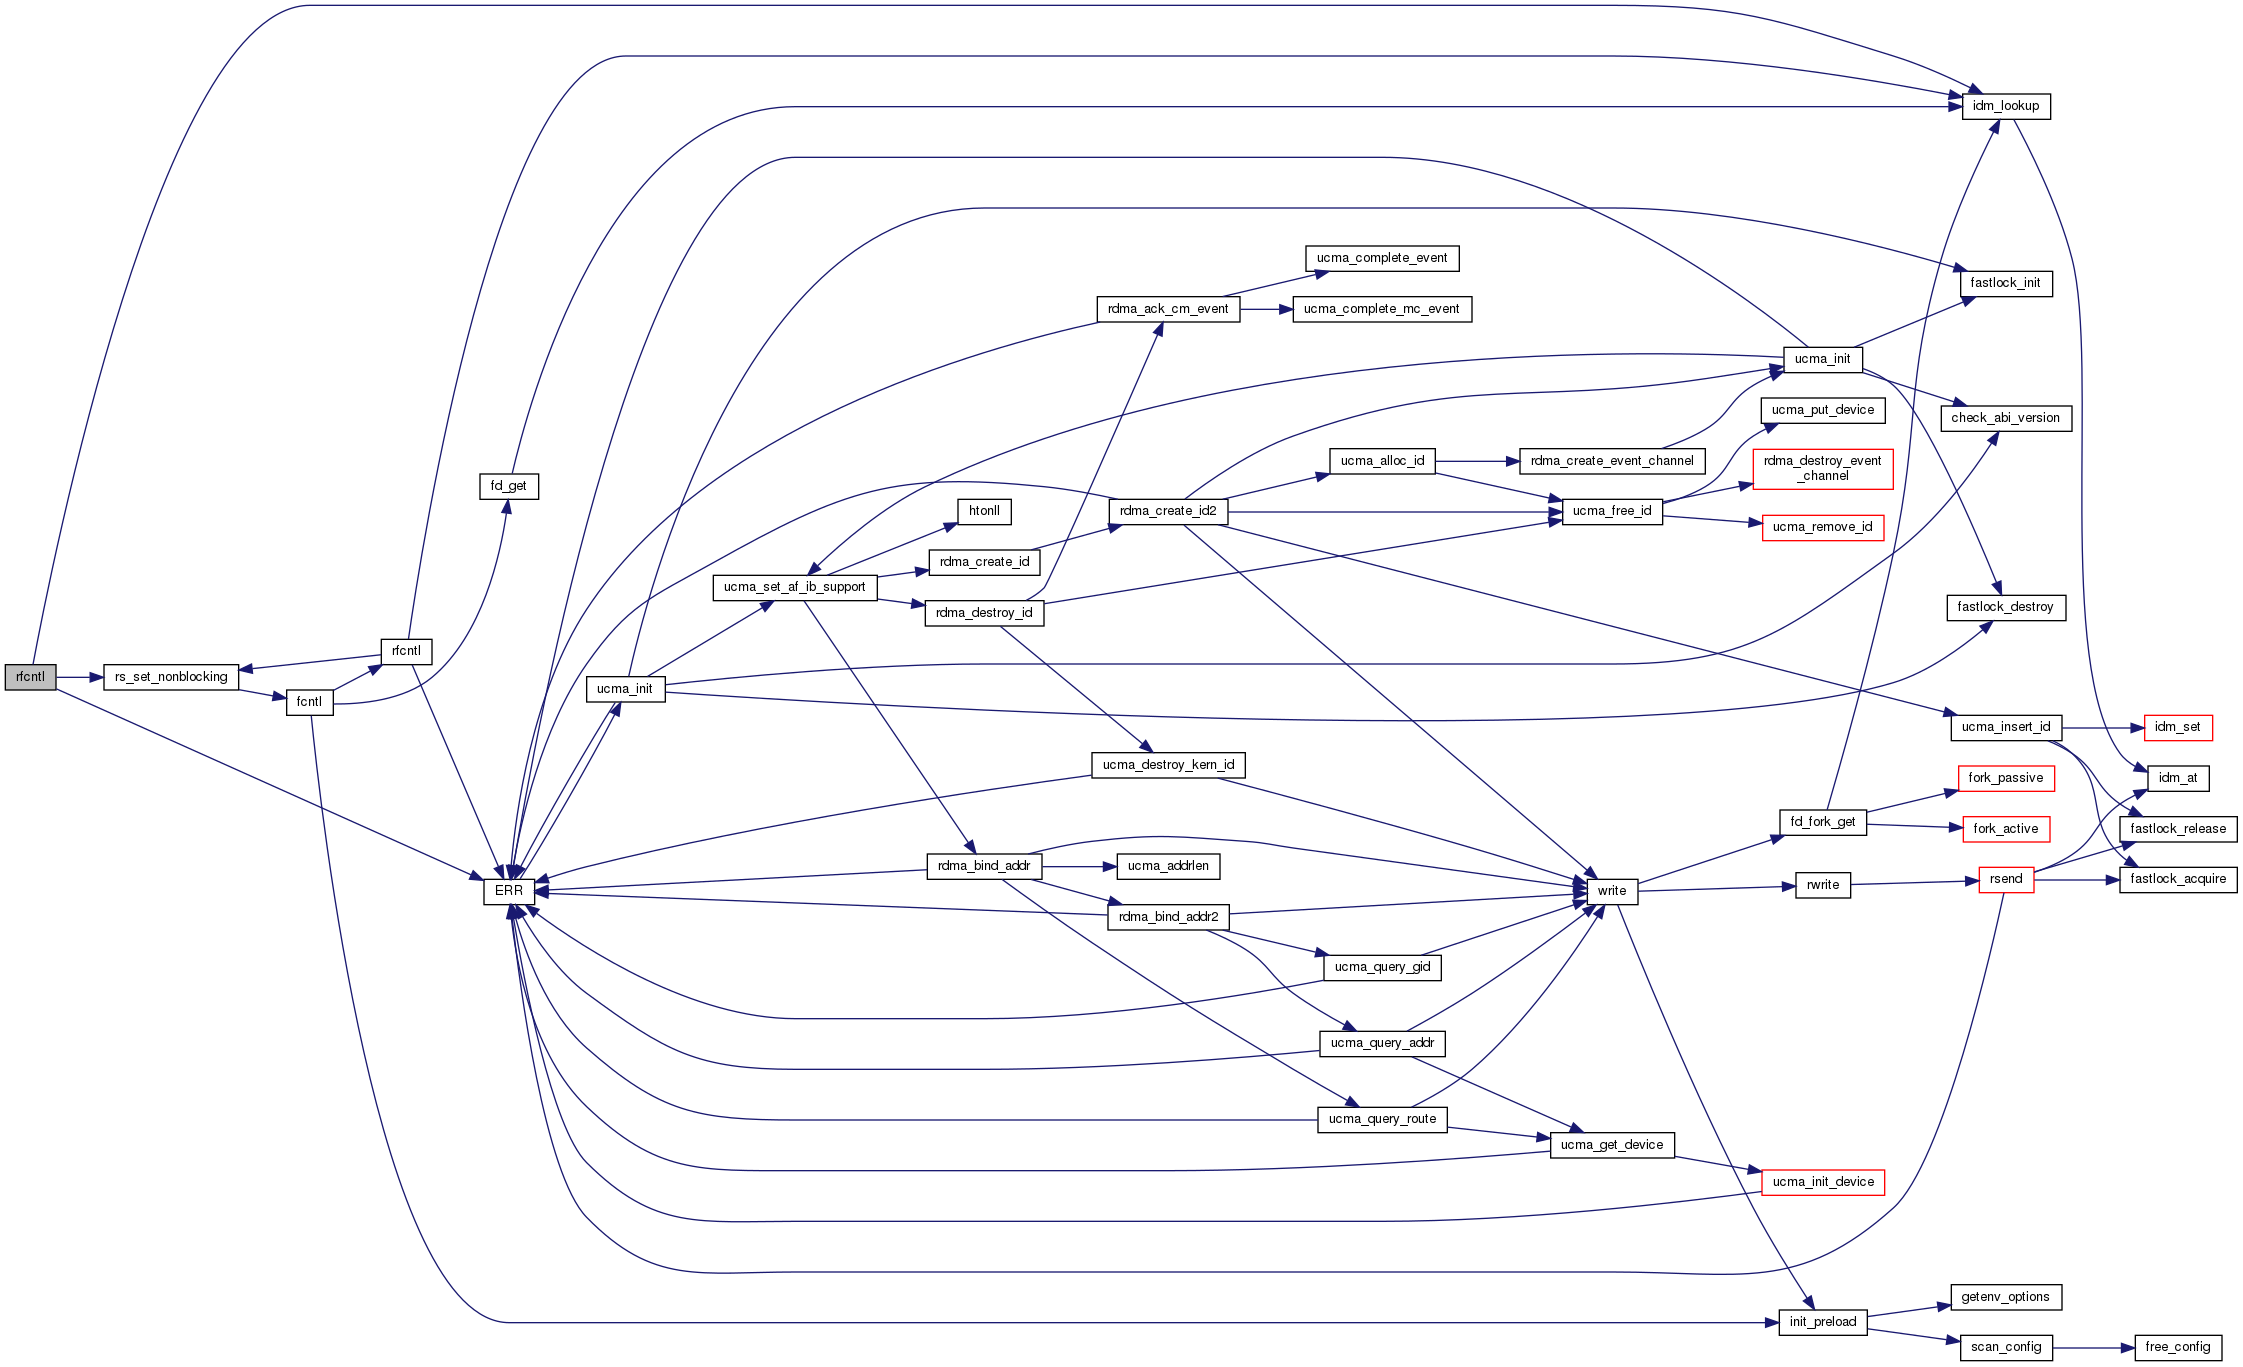 idm_lookup
ucma_complete_event
fastlock_init
rdma_ack_cm_event
ucma_complete_mc_event
ucma_init
ucma_put_device
check_abi_version
ucma_alloc_id
rdma_create_event_channel
rdma_destroy_event
_channel
fd_get
htonll
rdma_create_id2
ucma_free_id
ucma_remove_id
rdma_create_id
ucma_set_af_ib_support
rdma_destroy_id
fastlock_destroy
rfcntl
rfcntl
rs_set_nonblocking
fcntl
ucma_init
ucma_insert_id
idm_set
ucma_destroy_kern_id
fork_passive
idm_at
fd_fork_get
fork_active
fastlock_release
rdma_bind_addr
ucma_addrlen
ERR
write
rwrite
rsend
fastlock_acquire
rdma_bind_addr2
ucma_query_gid
ucma_query_addr
ucma_query_route
ucma_get_device
ucma_init_device
getenv_options
init_preload
scan_config
free_config